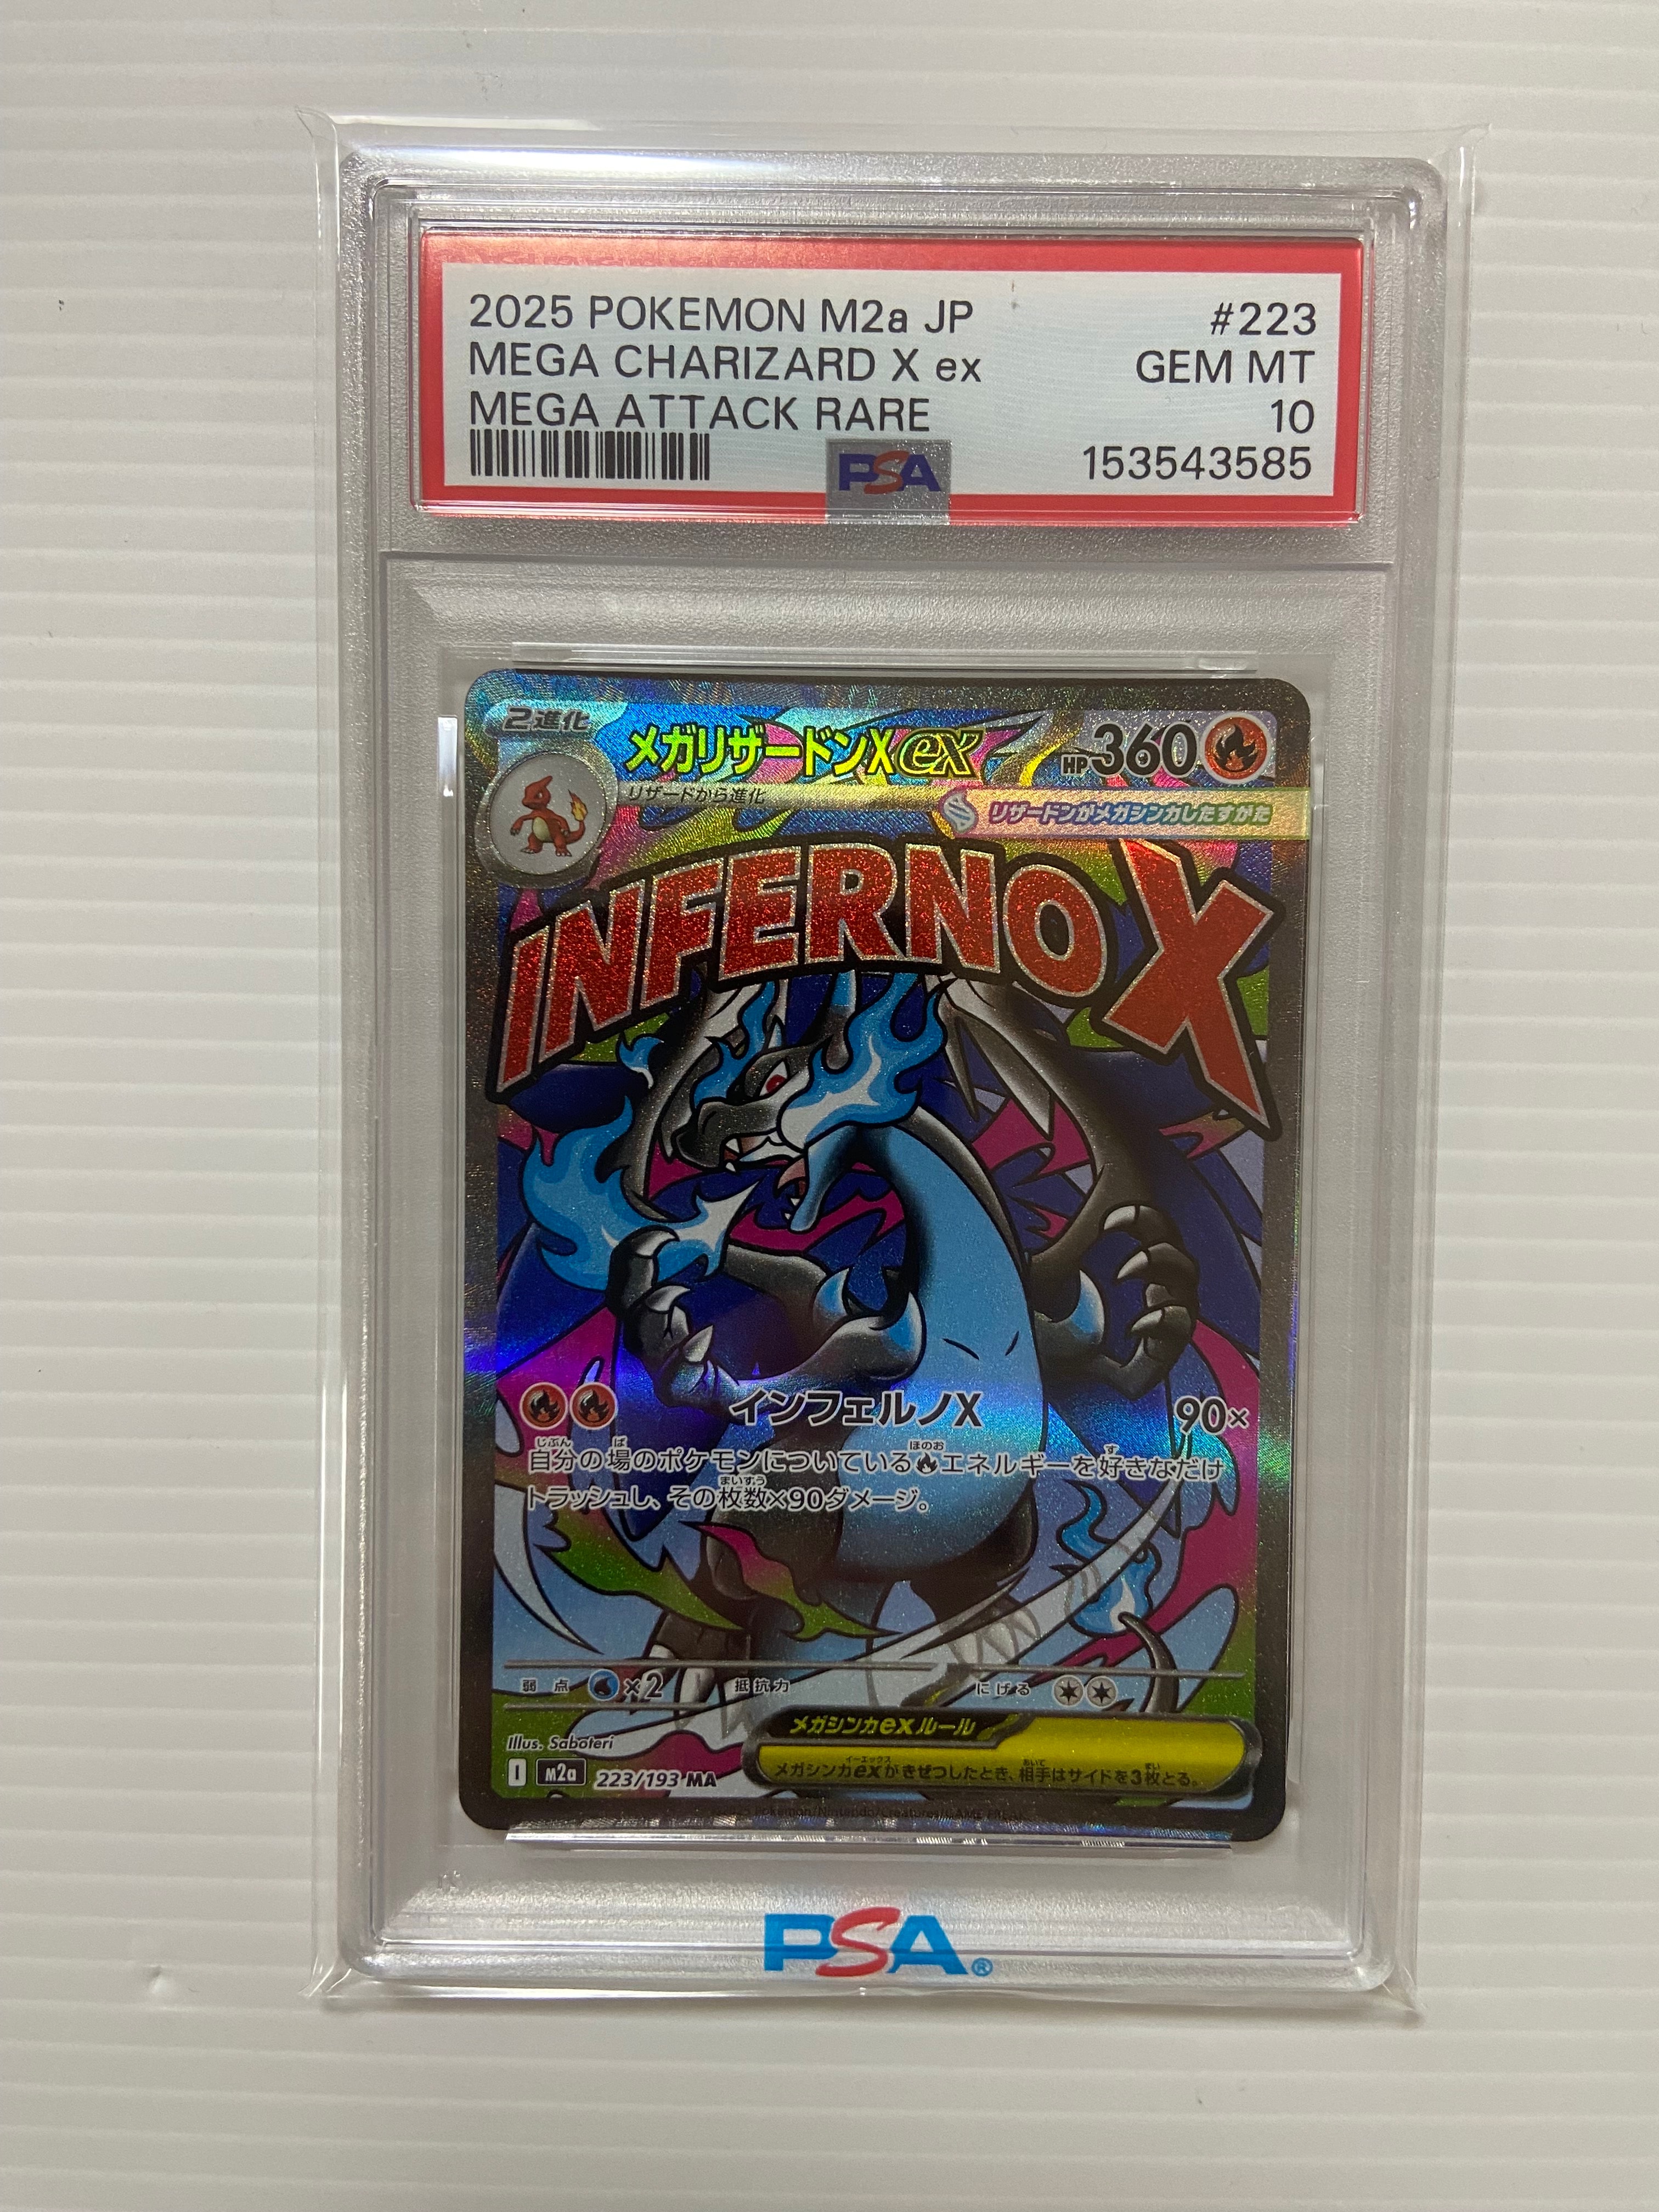 2025 POKEMON M2a JP #223
MEGA CHARIZARD X ex GEM MT
MEGA ATTACK RARE 10
PSA 153543585
2進化 メガリザードンXex HP360
リザードから進化
リザードンがメガシンカしたすがた
INFERNO X
インフェルノX 90×
自分の場のポケモンについているエネルギーを好きなだけ
トラッシュし、その枚数×90ダメージ。
弱点 ×2 抵抗力 にげる
メガシンカexルール
メガシンカexがきぜつしたとき、相手はサイドを3枚とる。
Illus. Saboteri
I M2a 223/193 MA
Pokémon/Nintendo/Creatures/GAME FREAK
PSA®